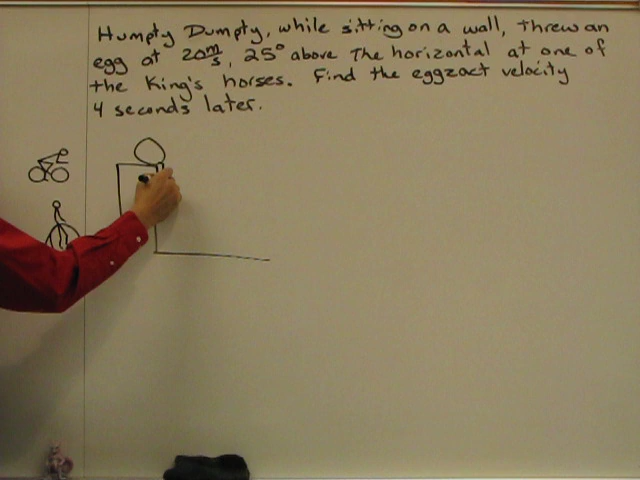 Humpty Dumpty, while sitting on a wall, threw an
egg at 20 m/s, 25° above The horizontal at one of
the King's horses. Find the eggzact velocity
4 seconds later.